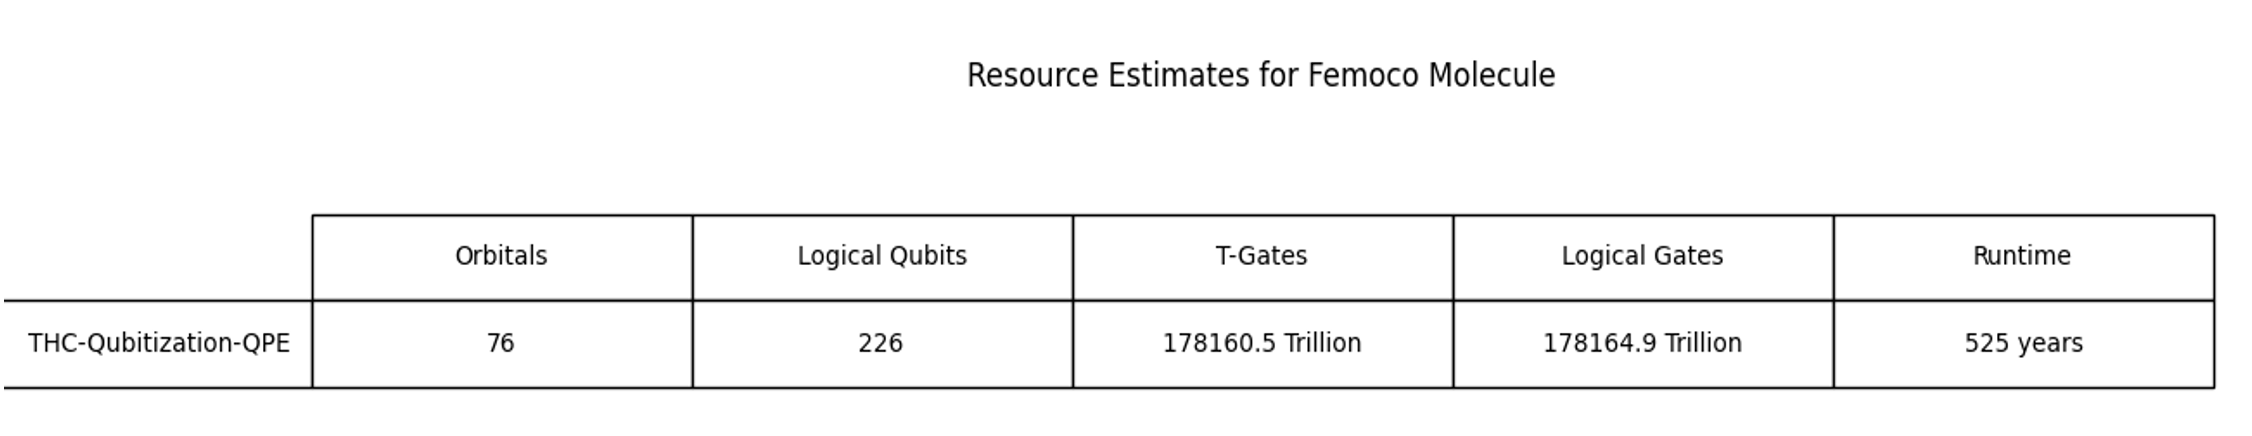 Resource Estimates for Femoco Molecule
Orbitals Logical Qubits T-Gates Logical Gates Runtime
THC-Qubitization-QPE 76 226 178160.5 Trillion 178164.9 Trillion 525 years